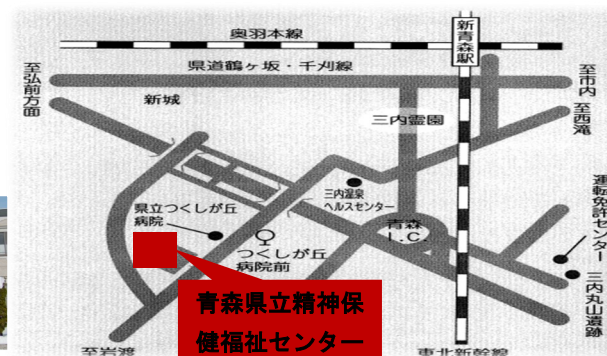 奥羽本線
新青森駅
県道鶴ヶ坂・千刈線
至弘前方面
新城
至市内
至西滝
三内霊園
三内温泉
ヘルスセンター
県立つくしが丘
病院
青森
I.C.
運転免許センター
三内丸山遺跡
つくしが丘
病院前
青森県立精神保
健福祉センター
至岩渡
東北新幹線